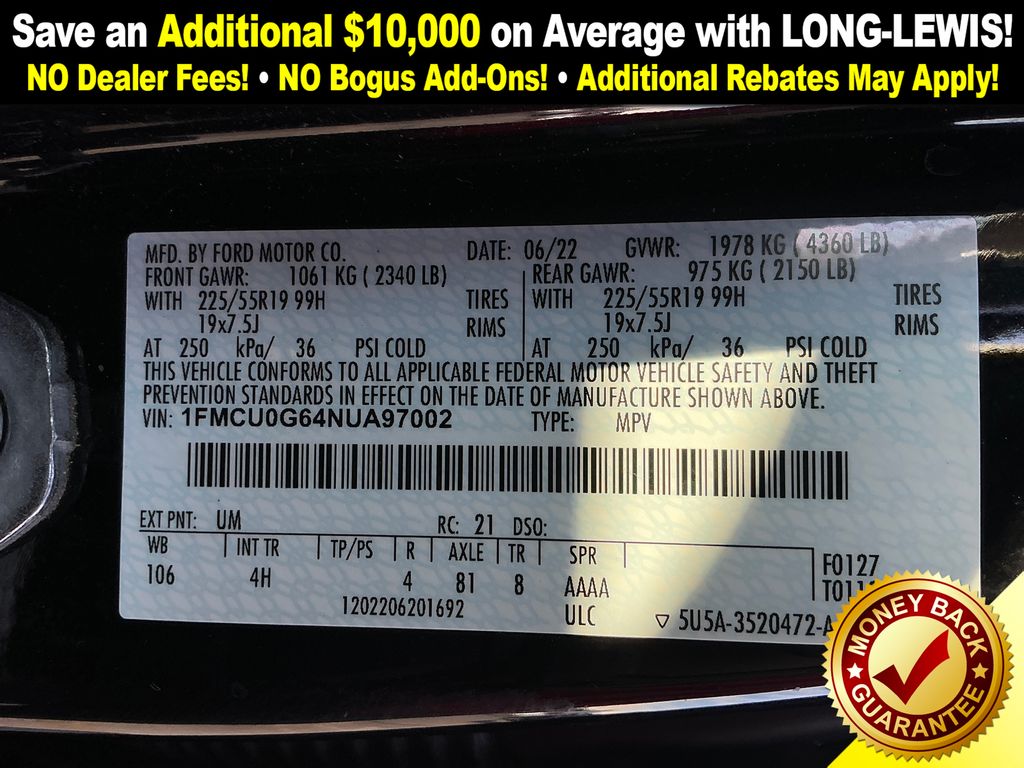 Save an Additional $10,000 on Average with LONG-LEWIS!
NO Dealer Fees! • NO Bogus Add-Ons! • Additional Rebates May Apply!
MFD. BY FORD MOTOR CO. DATE: 06/22 GVWR: 1978 KG ( 4360 LB)
FRONT GAWR: 1061 KG ( 2340 LB) REAR GAWR: 975 KG ( 2150 LB)
WITH 225/55R19 99H TIRES WITH 225/55R19 99H TIRES
19x7.5J RIMS 19x7.5J RIMS
AT 250 kPa/ 36 PSI COLD AT 250 kPa/ 36 PSI COLD
THIS VEHICLE CONFORMS TO ALL APPLICABLE FEDERAL MOTOR VEHICLE SAFETY AND THEFT
PREVENTION STANDARDS IN EFFECT ON THE DATE OF MANUFACTURE SHOWN ABOVE.
VIN: 1FMCU0G64NUA97002 TYPE: MPV
EXT PNT: UM RC: 21 DSO:
WB INT TR TP/PS R AXLE TR SPR F0127
106 4H 4 81 8 AAAA
1202206201692 ULC 5U5A-3520472-A
MONEY BACK
GUARANTEE